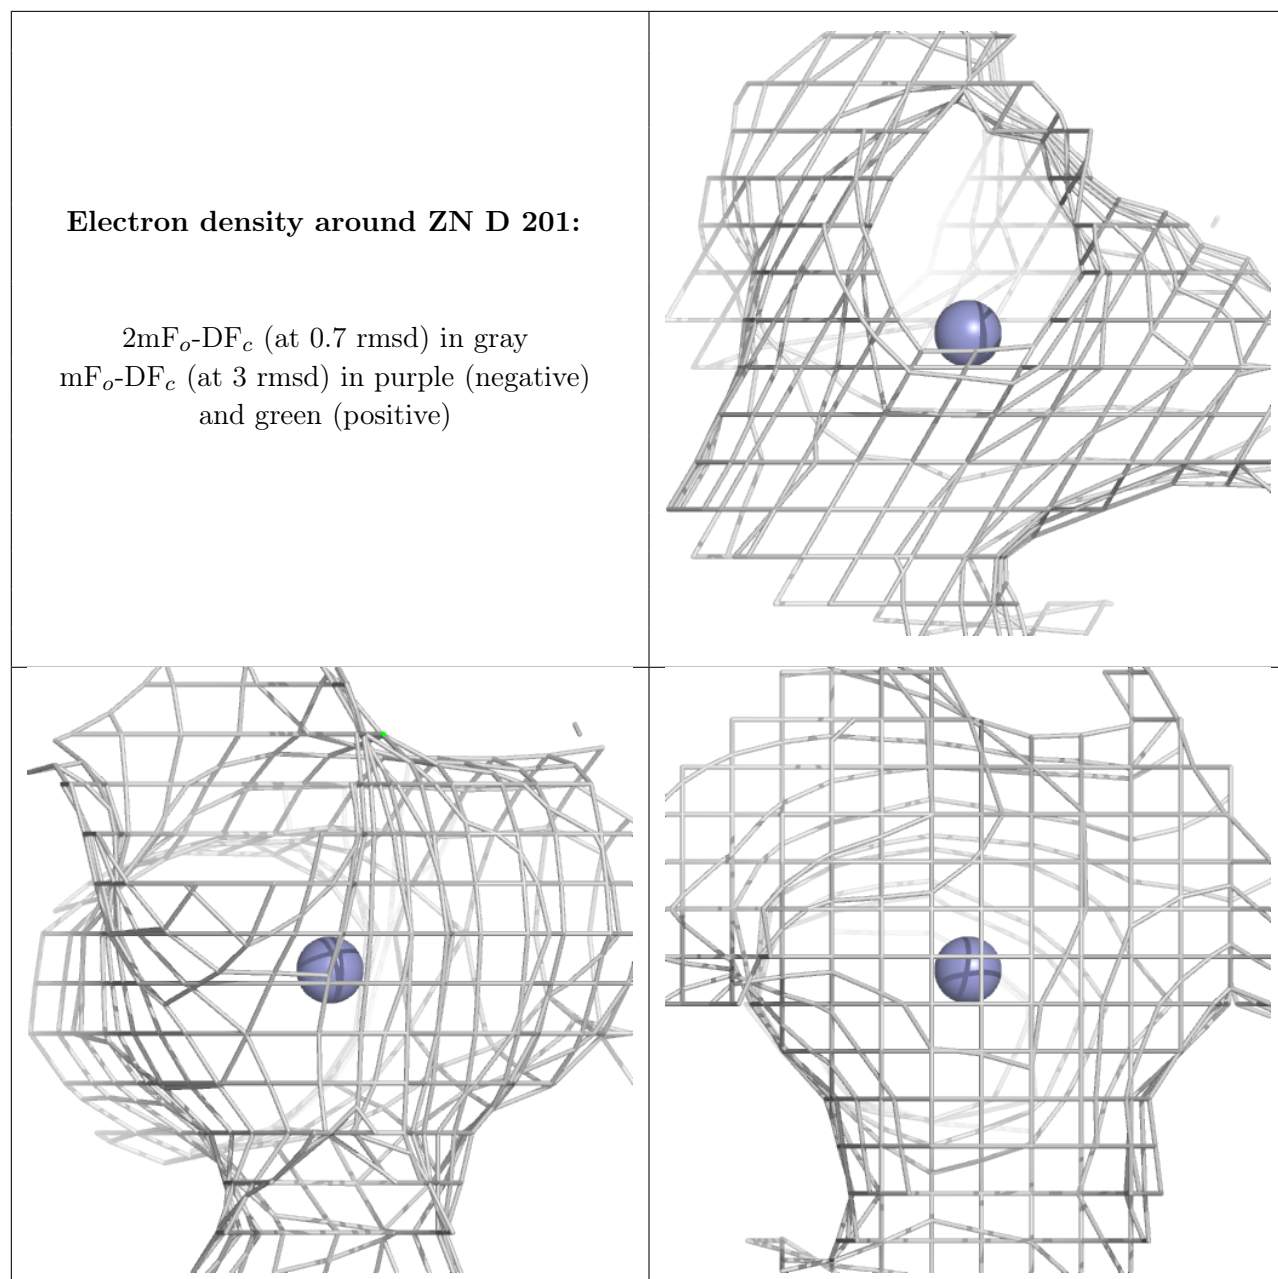 Electron density around ZN D 201:
2mFo-DFc (at 0.7 rmsd) in gray
mFo-DFc (at 3 rmsd) in purple (negative)
and green (positive)